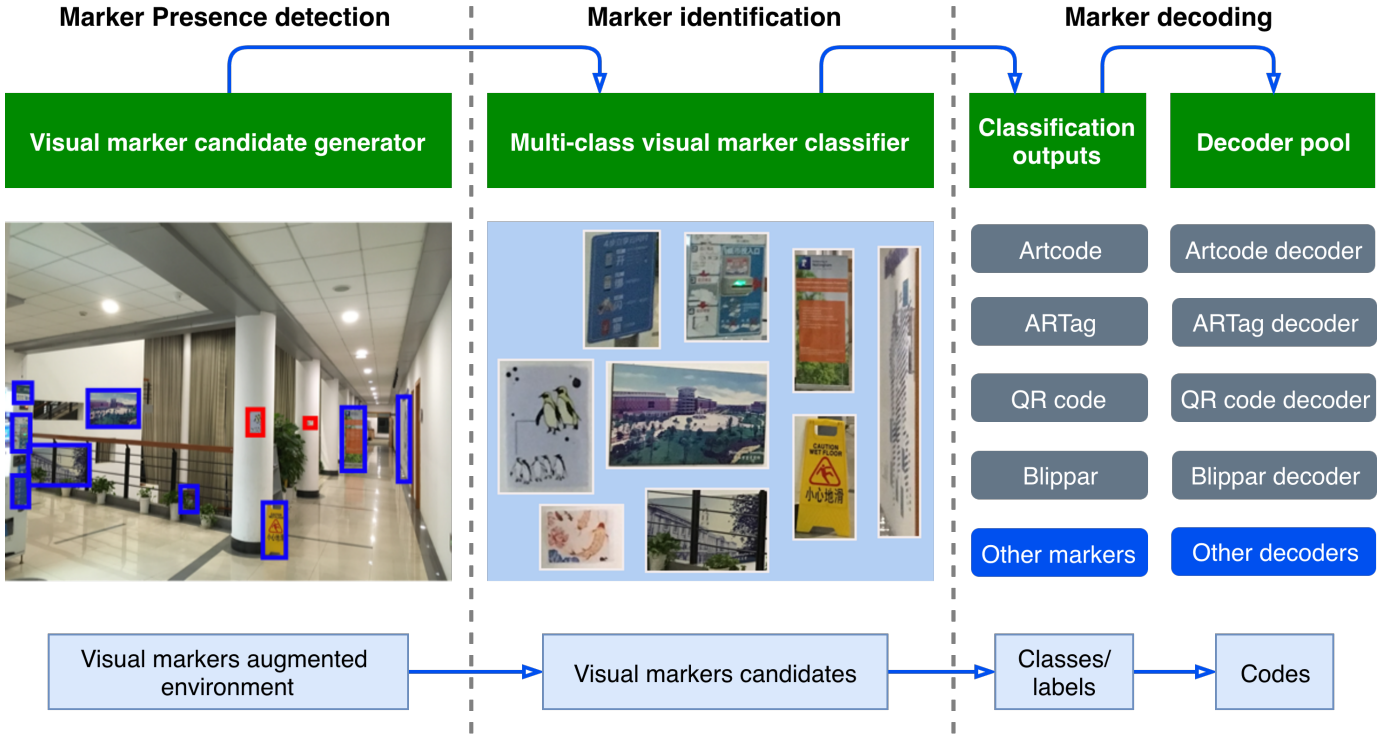 Marker Presence detection
Marker identification
Marker decoding
Visual marker candidate generator
Multi-class visual marker classifier
Classification
outputs
Decoder pool
CAUTION
WET FLOOR
小心地滑
Artcode
Artcode decoder
ARTag
ARTag decoder
QR code
QR code decoder
Blippar
Blippar decoder
Other markers
Other decoders
Visual markers augmented
environment
Visual markers candidates
Classes/
labels
Codes